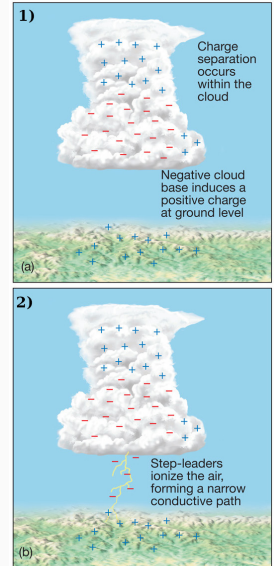 1)
Charge
separation
occurs
within the
cloud
Negative cloud
base induces a
positive charge
at ground level
(a)
2)
Step-leaders
ionize the air,
forming a narrow
conductive path
(b)